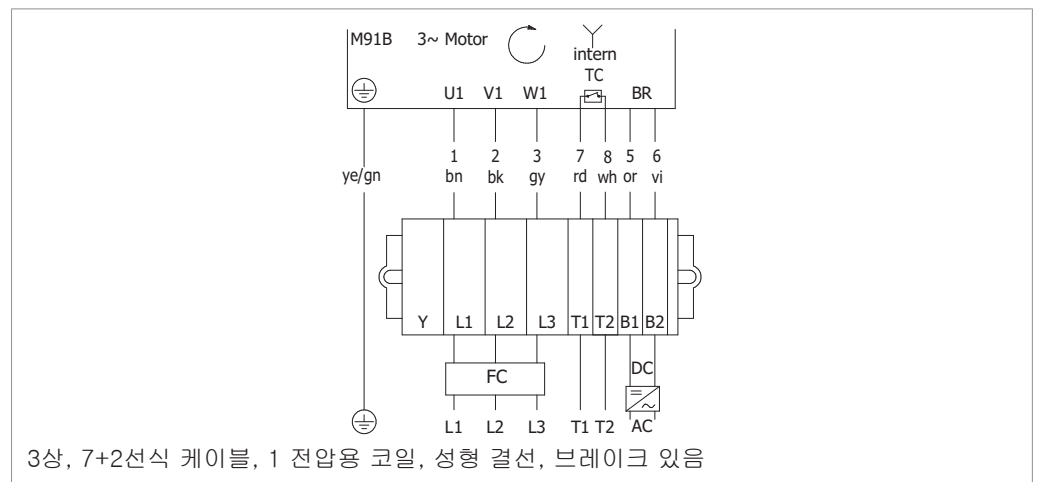 M91B 3~ Motor
intern
TC
U1 V1 W1 BR
1 2 3 7 8 5 6
ye/gn bn bk gy rd wh or vi
Y L1 L2 L3 T1 T2 B1 B2
FC DC
L1 L2 L3 T1 T2 AC
3상, 7+2선식 케이블, 1 전압용 코일, 성형 결선, 브레이크 있음